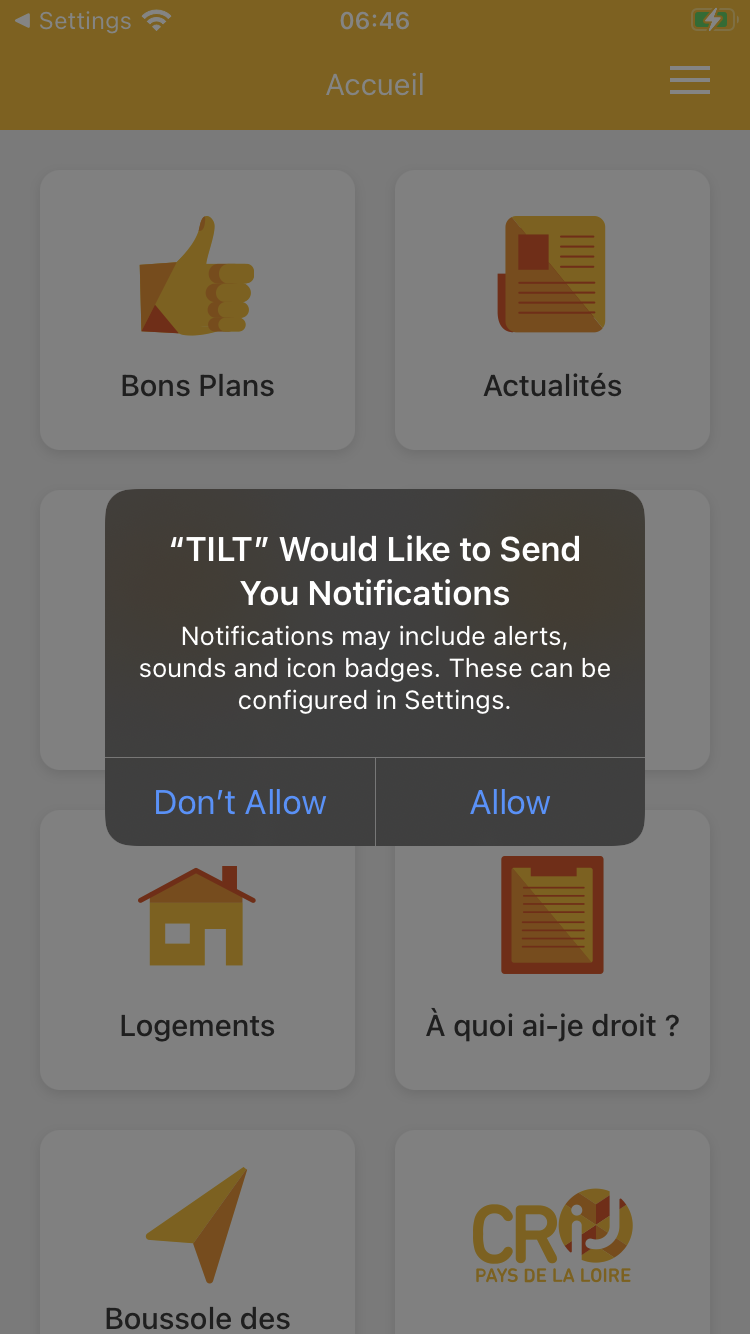 Settings
06:46
Accueil
Bons Plans
Actualités
“TILT” Would Like to Send
You Notifications
Notifications may include alerts,
sounds and icon badges. These can be
configured in Settings.
Don’t Allow
Allow
Logements
À quoi ai-je droit ?
Boussole des
CRIJ
PAYS DE LA LOIRE